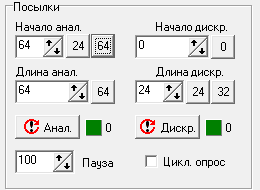 Посылки
Начало анал. Начало дискр.
64 24 64 0 0
Длина анал. Длина дискр.
64 64 24 24 32
Анал. 0 Дискр. 0
100 Пауза Цикл. опрос